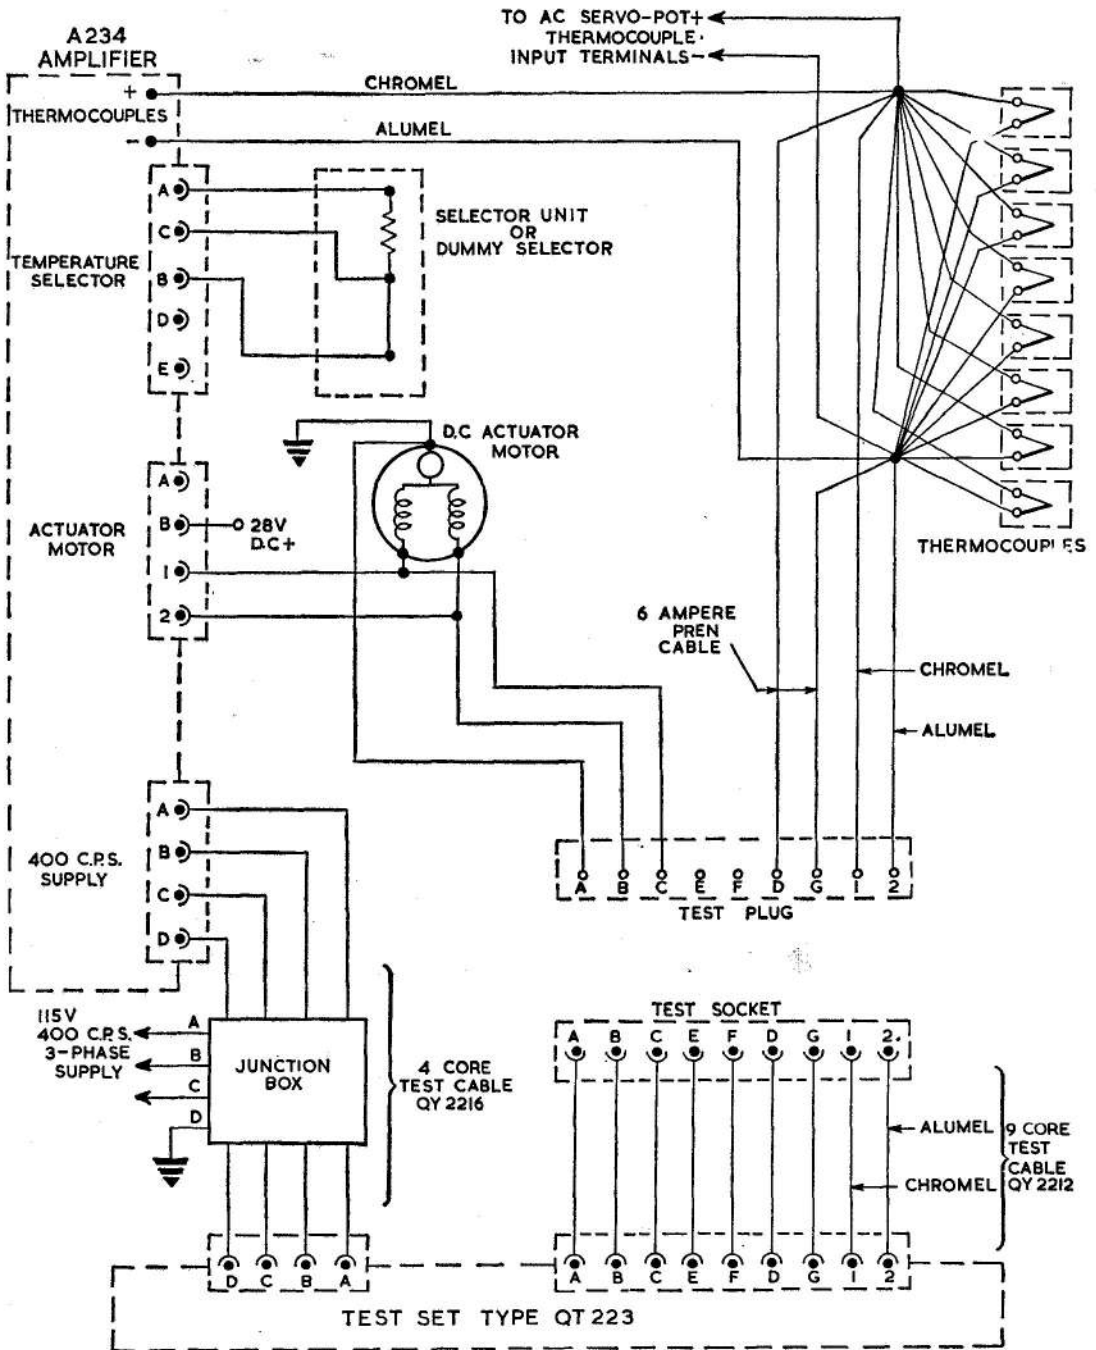 TO AC SERVO-POT+
THERMOCOUPLE.
INPUT TERMINALS-
A234
AMPLIFIER
+
THERMOCOUPLES
-
CHROMEL
ALUMEL
A
C
B
D
E
TEMPERATURE
SELECTOR
SELECTOR UNIT
OR
DUMMY SELECTOR
D.C ACTUATOR
MOTOR
A
B
1
2
ACTUATOR
MOTOR
28V
D.C+
THERMOCOUPLES
6 AMPERE
PREN
CABLE
CHROMEL
ALUMEL
A
B
C
D
400 C.P.S.
SUPPLY
A B C E F D G 1 2
TEST PLUG
115V
400 C.P.S.
3-PHASE
SUPPLY
A
B
C
D
JUNCTION
BOX
4 CORE
TEST CABLE
QY 2216
TEST SOCKET
A B C E F D G 1 2.
ALUMEL
CHROMEL
9 CORE
TEST
CABLE
QY 2212
D C B A
A B C E F D G 1 2
TEST SET TYPE QT 223